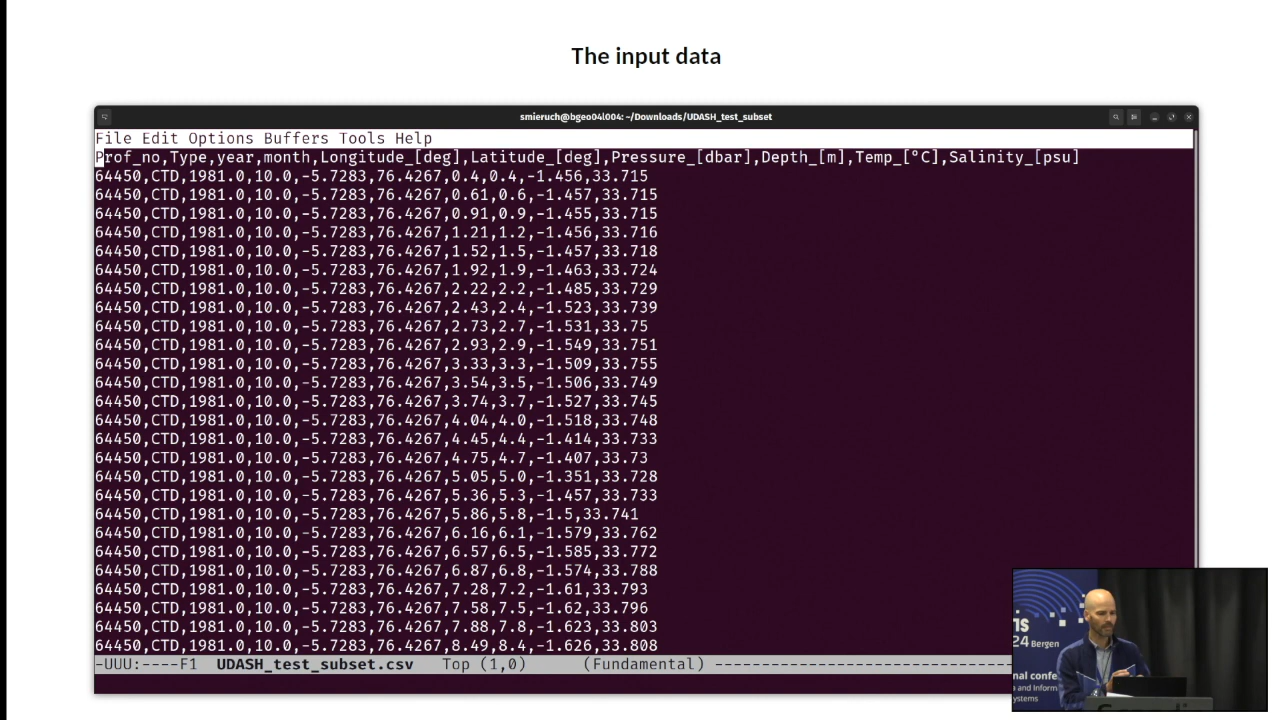 The input data
smieruch@bgeo04l004: ~/Downloads/UDASH_test_subset
File Edit Options Buffers Tools Help
Prof_no,Type,year,month,Longitude_[deg],Latitude_[deg],Pressure_[dbar],Depth_[m],Temp_[°C],Salinity_[psu]
64450,CTD,1981.0,10.0,-5.7283,76.4267,0.4,0.4,-1.456,33.715
64450,CTD,1981.0,10.0,-5.7283,76.4267,0.61,0.6,-1.457,33.715
64450,CTD,1981.0,10.0,-5.7283,76.4267,0.91,0.9,-1.455,33.715
64450,CTD,1981.0,10.0,-5.7283,76.4267,1.21,1.2,-1.456,33.716
64450,CTD,1981.0,10.0,-5.7283,76.4267,1.52,1.5,-1.457,33.718
64450,CTD,1981.0,10.0,-5.7283,76.4267,1.92,1.9,-1.463,33.724
64450,CTD,1981.0,10.0,-5.7283,76.4267,2.22,2.2,-1.485,33.729
64450,CTD,1981.0,10.0,-5.7283,76.4267,2.43,2.4,-1.523,33.739
64450,CTD,1981.0,10.0,-5.7283,76.4267,2.73,2.7,-1.531,33.75
64450,CTD,1981.0,10.0,-5.7283,76.4267,2.93,2.9,-1.549,33.751
64450,CTD,1981.0,10.0,-5.7283,76.4267,3.33,3.3,-1.509,33.755
64450,CTD,1981.0,10.0,-5.7283,76.4267,3.54,3.5,-1.506,33.749
64450,CTD,1981.0,10.0,-5.7283,76.4267,3.74,3.7,-1.527,33.745
64450,CTD,1981.0,10.0,-5.7283,76.4267,4.04,4.0,-1.518,33.748
64450,CTD,1981.0,10.0,-5.7283,76.4267,4.45,4.4,-1.414,33.733
64450,CTD,1981.0,10.0,-5.7283,76.4267,4.75,4.7,-1.407,33.73
64450,CTD,1981.0,10.0,-5.7283,76.4267,5.05,5.0,-1.351,33.728
64450,CTD,1981.0,10.0,-5.7283,76.4267,5.36,5.3,-1.457,33.733
64450,CTD,1981.0,10.0,-5.7283,76.4267,5.86,5.8,-1.5,33.741
64450,CTD,1981.0,10.0,-5.7283,76.4267,6.16,6.1,-1.579,33.762
64450,CTD,1981.0,10.0,-5.7283,76.4267,6.57,6.5,-1.585,33.772
64450,CTD,1981.0,10.0,-5.7283,76.4267,6.87,6.8,-1.574,33.788
64450,CTD,1981.0,10.0,-5.7283,76.4267,7.28,7.2,-1.61,33.793
64450,CTD,1981.0,10.0,-5.7283,76.4267,7.58,7.5,-1.62,33.796
64450,CTD,1981.0,10.0,-5.7283,76.4267,7.88,7.8,-1.623,33.803
64450,CTD,1981.0,10.0,-5.7283,76.4267,8.49,8.4,-1.626,33.808
-UUU:----F1 UDASH_test_subset.csv Top (1,0) (Fundamental) --------------------------------
24 Bergen
nal confe
a and Inform
ystems